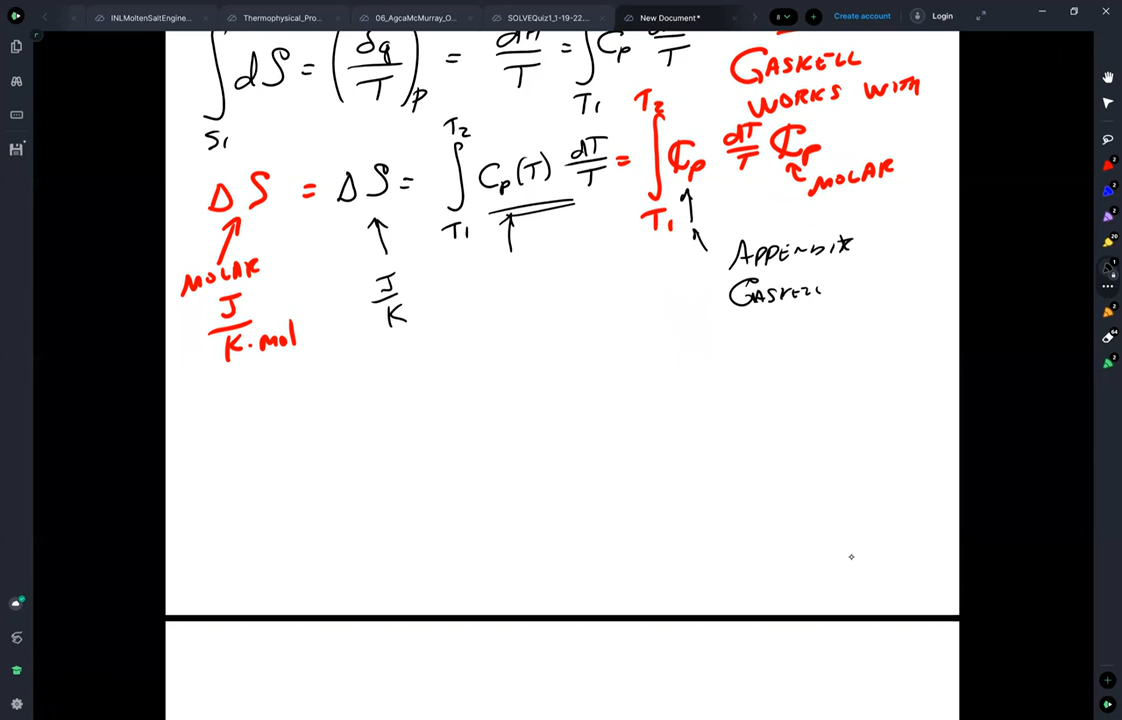 INLMoltenSaltEngine...
Thermophysical_Pro...
06_AgcaMcMurray_O...
SOLVEQuiz1_1-19-22...
New Document*
8
Create account
Login
∫ dS = (δq/T)p = dH/T = ∫ Cp dT/T
S1
T1
GASKELL
WORKS WITH
ℂp
MOLAR
ΔS = ΔS = ∫ Cp(T) dT/T = ∫ ℂp dT/T
T2
T1
T2
T1
MOLAR
J/K·mol
J/K
APPENDIX
GASKELL